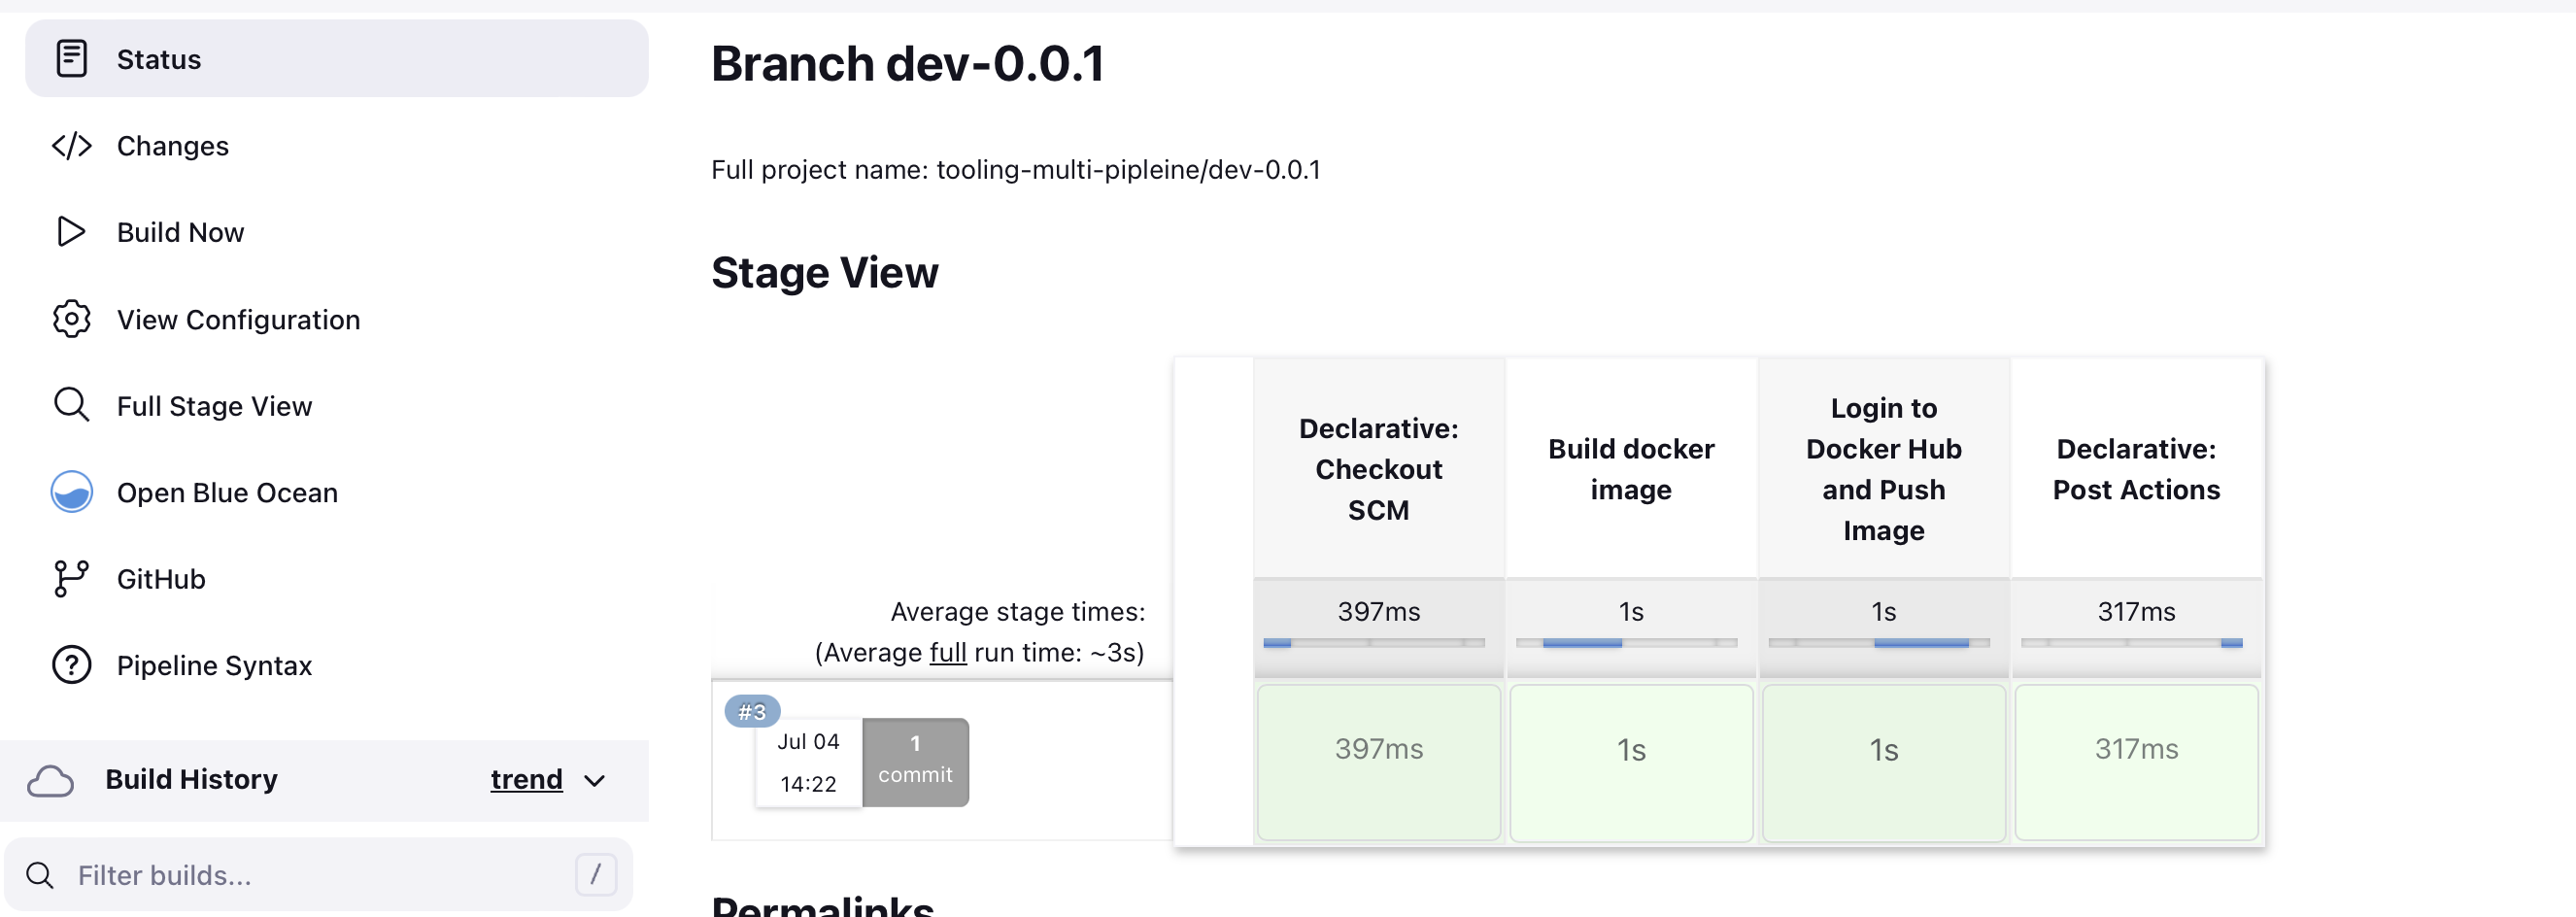 Status
Changes
Build Now
View Configuration
Full Stage View
Open Blue Ocean
GitHub
Pipeline Syntax
Build History
trend
Filter builds...
/
Branch dev-0.0.1
Full project name: tooling-multi-pipleine/dev-0.0.1
Stage View
Declarative:
Checkout
SCM
Build docker
image
Login to
Docker Hub
and Push
Image
Declarative:
Post Actions
Average stage times:
(Average full run time: ~3s)
397ms
1s
1s
317ms
#3
Jul 04
14:22
1
commit
397ms
1s
1s
317ms
Permalinks